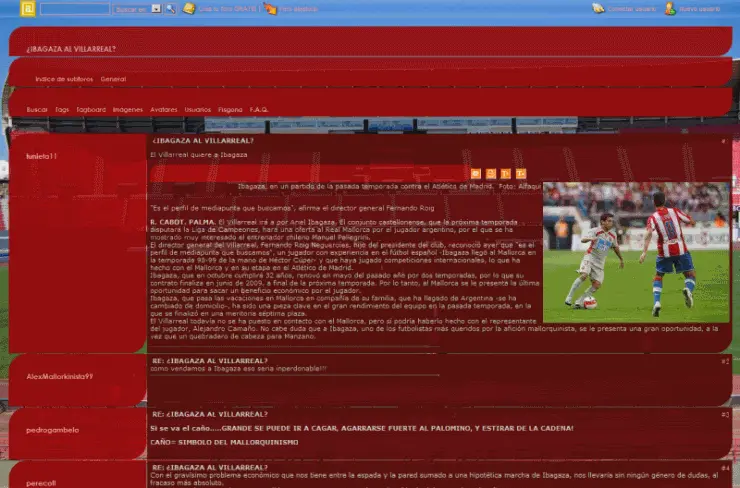 Buscar en:
Crea tu foro GRATIS
Foro aleatorio
Conectar usuario
Nuevo usuario
¿IBAGAZA AL VILLARREAL?
Indice de subforos General
Buscar Tags Tagboard Imagenes Avatares Usuarios Fisgona F.A.Q.
tunieto11
¿IBAGAZA AL VILLARREAL?
El Villarreal quiere a Ibagaza
Ibagaza, en un partido de la pasada temporada contra el Atlético de Madrid. Foto: Alfaqui
"Es el perfil de mediapunta que buscamos", afirma el director general Fernando Roig
R. CABOT. PALMA. El Villarreal irá a por Ariel Ibagaza. El conjunto castellonense, que la próxima temporada
disputará la Liga de Campeones, hará una oferta al Real Mallorca por el jugador argentino, por el que se ha
mostrado muy interesado el entrenador chileno Manuel Pellegrini.
El director general del Villarreal, Fernando Roig Negueroles, hijo del presidente del club, reconoció ayer que "es el
perfil de mediapunta que buscamos", un jugador con experiencia en el fútbol español -Ibagaza llegó al Mallorca en
la temporada 98-99 de la mano de Héctor Cúper- y que haya jugado competiciones internacionales, lo que ha
hecho con el Mallorca y en su etapa en el Atlético de Madrid.
Ibagaza, que en octubre cumplirá 32 años, renovó en mayo del pasado año por dos temporadas, por lo que su
contrato finaliza en junio de 2009, a final de la próxima temporada. Por lo tanto, al Mallorca se le presenta la última
oportunidad para sacar un beneficio económico por el jugador.
Ibagaza, que pasa las vacaciones en Mallorca en compañía de su familia, que ha llegado de Argentina -se ha
cambiado de domicilio-, ha sido una pieza clave en el gran rendimiento del equipo en la pasada temporada, en la
que se finalizó en una meritoria séptima plaza.
El Villarreal todavía no se ha puesto en contacto con el Mallorca, pero sí podría haberlo hecho con el representante
del jugador, Alejandro Camaño. No cabe duda que a Ibagaza, uno de los futbolistas más queridos por la afición mallorquinista, se le presenta una gran oportunidad, a la
vez que un quebradero de cabeza para Manzano.
AlexMallorkinista99
RE: ¿IBAGAZA AL VILLARREAL?
#2
como vendamos a Ibagaza eso seria inperdonable!!!
pedrogambelo
RE: ¿IBAGAZA AL VILLARREAL?
#3
Si se va el caño.....GRANDE SE PUEDE IR A CAGAR, AGARRARSE FUERTE AL PALOMINO, Y ESTIRAR DE LA CADENA!
CAÑO= SIMBOLO DEL MALLORQUINISMO
perecoll
RE: ¿IBAGAZA AL VILLARREAL?
#4
Con el gravísimo problema económico que nos tiene entre la espada y la pared sumado a una hipotética marcha de Ibagaza, nos llevaría sin ningún género de dudas, al
fracaso más absoluto.